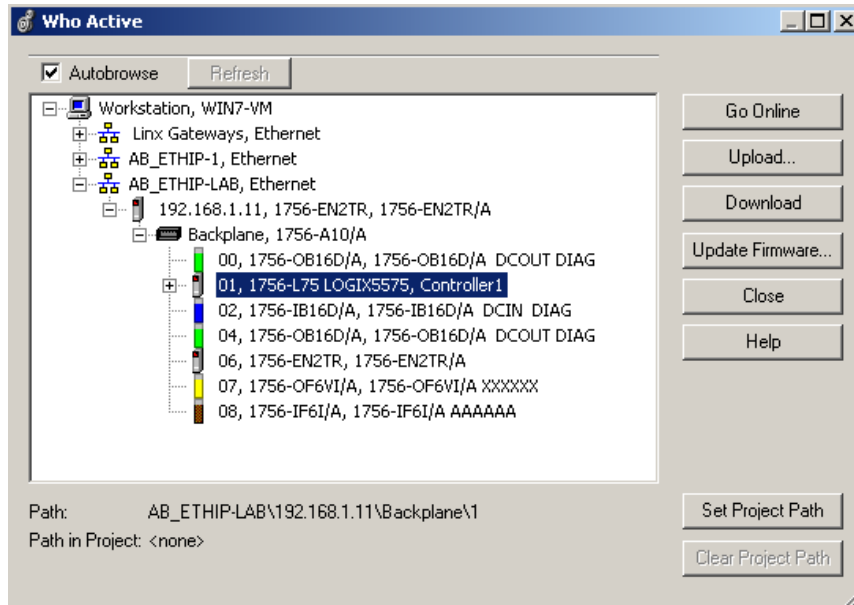 Who Active
Autobrowse Refresh
Workstation, WIN7-VM
Linx Gateways, Ethernet
AB_ETHIP-1, Ethernet
AB_ETHIP-LAB, Ethernet
192.168.1.11, 1756-EN2TR, 1756-EN2TR/A
Backplane, 1756-A10/A
00, 1756-OB16D/A, 1756-OB16D/A DCOUT DIAG
01, 1756-L75 LOGIX5575, Controller1
02, 1756-IB16D/A, 1756-IB16D/A DCIN DIAG
04, 1756-OB16D/A, 1756-OB16D/A DCOUT DIAG
06, 1756-EN2TR, 1756-EN2TR/A
07, 1756-OF6VI/A, 1756-OF6VI/A XXXXXX
08, 1756-IF6I/A, 1756-IF6I/A AAAAAA
Go Online
Upload...
Download
Update Firmware...
Close
Help
Path: AB_ETHIP-LAB\192.168.1.11\Backplane\1
Path in Project: <none>
Set Project Path
Clear Project Path